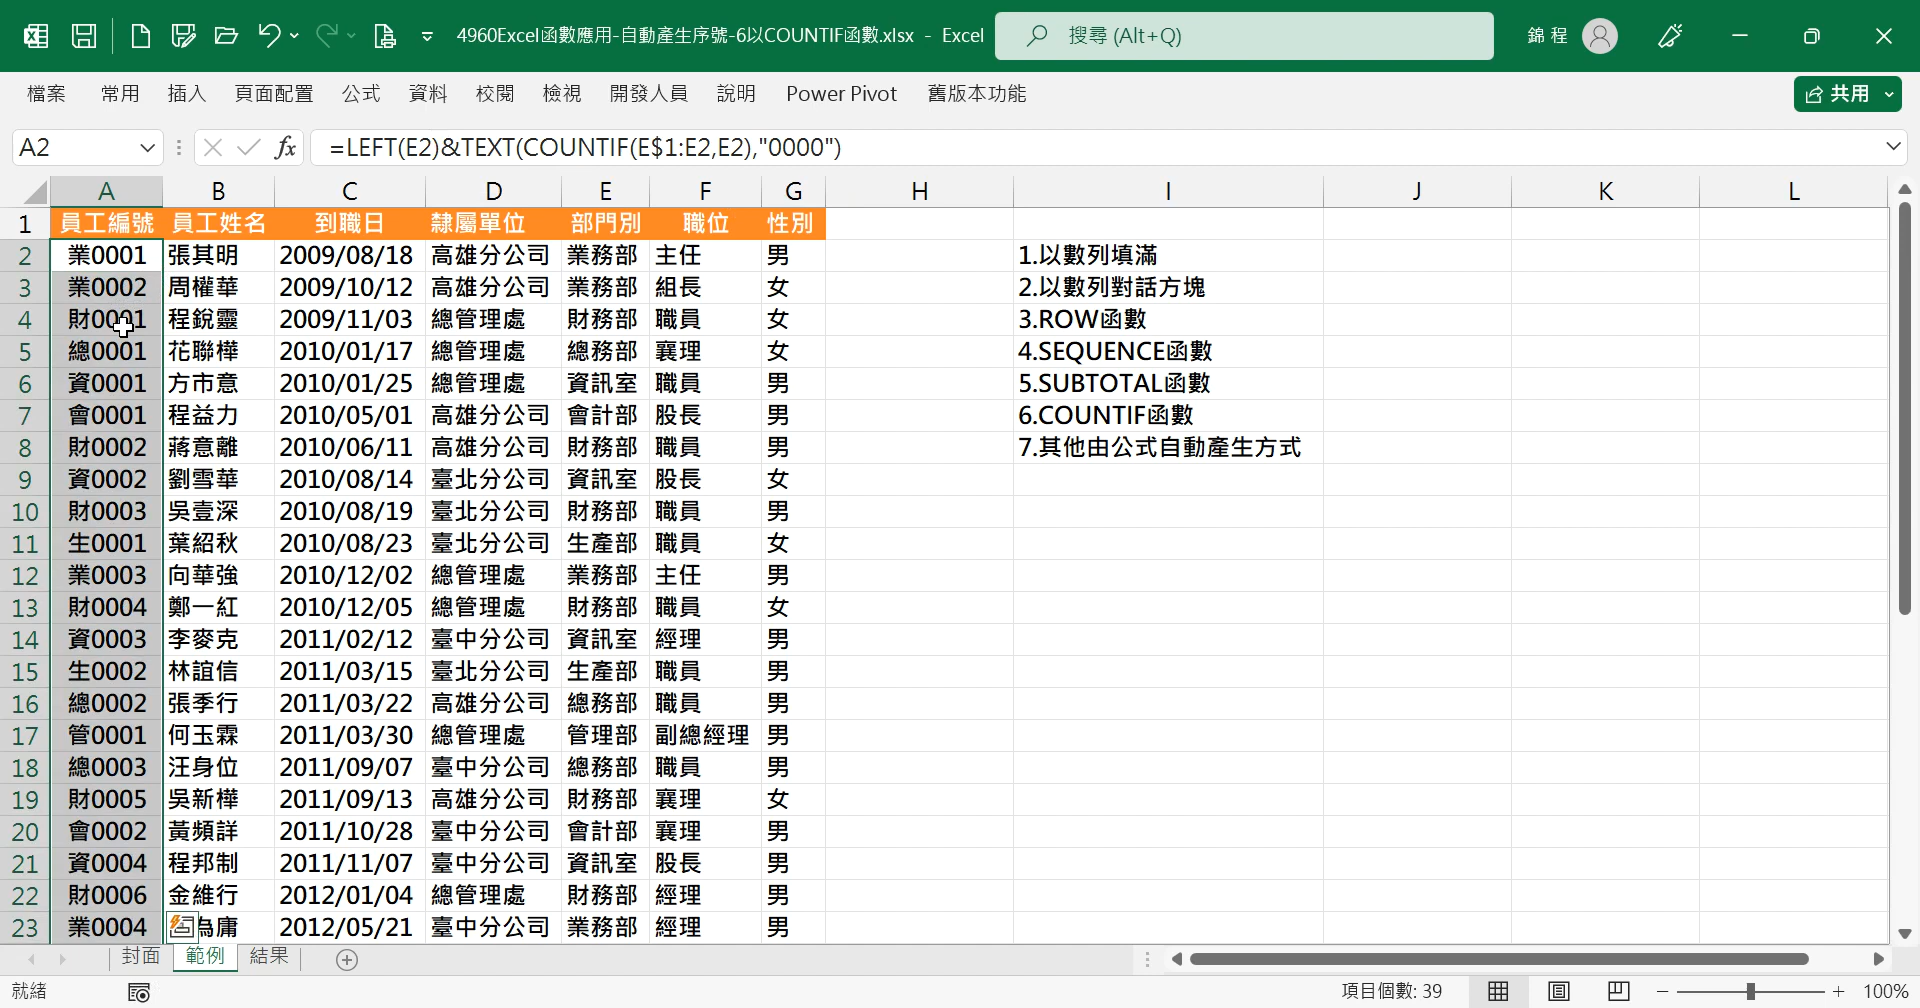 4960Excel函數應用-自動產生序號-6以COUNTIF函數.xlsx - Excel
搜尋 (Alt+Q)
錦 程
檔案 常用 插入 頁面配置 公式 資料 校閱 檢視 開發人員 說明 Power Pivot 舊版本功能
共用
A2
fx
=LEFT(E2)&TEXT(COUNTIF(E$1:E2,E2),"0000")
A B C D E F G H I J K L
1 員工編號 員工姓名 到職日 隸屬單位 部門別 職位 性別
2 業0001 張其明 2009/08/18 高雄分公司 業務部 主任 男 1.以數列填滿
3 業0002 周權華 2009/10/12 高雄分公司 業務部 組長 女 2.以數列對話方塊
4 財0001 程銳靈 2009/11/03 總管理處 財務部 職員 女 3.ROW函數
5 總0001 花聯樺 2010/01/17 總管理處 總務部 襄理 女 4.SEQUENCE函數
6 資0001 方市意 2010/01/25 總管理處 資訊室 職員 男 5.SUBTOTAL函數
7 會0001 程益力 2010/05/01 高雄分公司 會計部 股長 男 6.COUNTIF函數
8 財0002 蔣意離 2010/06/11 高雄分公司 財務部 職員 男 7.其他由公式自動產生方式
9 資0002 劉雪華 2010/08/14 臺北分公司 資訊室 股長 女
10 財0003 吳壹深 2010/08/19 臺北分公司 財務部 職員 男
11 生0001 葉紹秋 2010/08/23 臺北分公司 生產部 職員 女
12 業0003 向華強 2010/12/02 總管理處 業務部 主任 男
13 財0004 鄭一紅 2010/12/05 總管理處 財務部 職員 女
14 資0003 李麥克 2011/02/12 臺中分公司 資訊室 經理 男
15 生0002 林誼信 2011/03/15 臺北分公司 生產部 職員 男
16 總0002 張季行 2011/03/22 高雄分公司 總務部 職員 男
17 管0001 何玉霖 2011/03/30 總管理處 管理部 副總經理 男
18 總0003 汪身位 2011/09/07 臺中分公司 總務部 職員 男
19 財0005 吳新樺 2011/09/13 高雄分公司 財務部 襄理 女
20 會0002 黃頻詳 2011/10/28 臺中分公司 會計部 襄理 男
21 資0004 程邦制 2011/11/07 臺中分公司 資訊室 股長 男
22 財0006 金維行 2012/01/04 總管理處 財務部 經理 男
23 業0004 為庸 2012/05/21 臺中分公司 業務部 經理 男
封面 範例 結果
就緒
項目個數: 39
100%